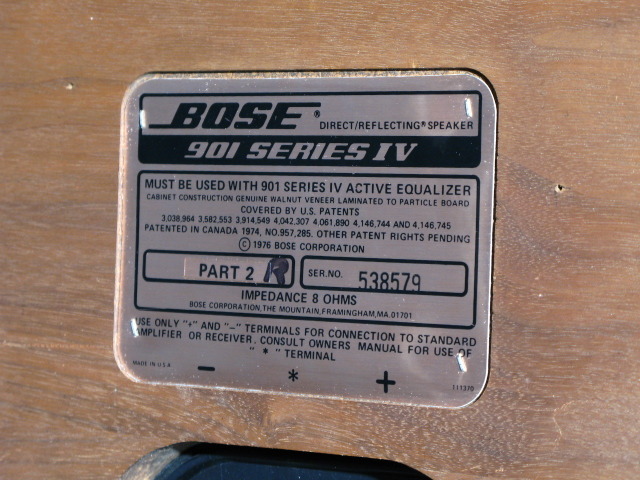 BOSE ® DIRECT/REFLECTING® SPEAKER
901 SERIES IV
MUST BE USED WITH 901 SERIES IV ACTIVE EQUALIZER
CABINET CONSTRUCTION GENUINE WALNUT VENEER LAMINATED TO PARTICLE BOARD
COVERED BY U.S. PATENTS
3,038,964 3,582,553 3,914,549 4,042,307 4.061,890 4,146,744 AND 4,146,745
PATENTED IN CANADA 1974, NO.957,285. OTHER PATENT RIGHTS PENDING
© 1976 BOSE CORPORATION
PART 2 R SER.NO. 538579
IMPEDANCE 8 OHMS
BOSE CORPORATION, THE MOUNTAIN, FRAMINGHAM, MA. 01701
USE ONLY "+" AND "-" TERMINALS FOR CONNECTION TO STANDARD
AMPLIFIER OR RECEIVER, CONSULT OWNERS MANUAL FOR USE OF
" * " TERMINAL
MADE IN U.S.A
- * +
111370